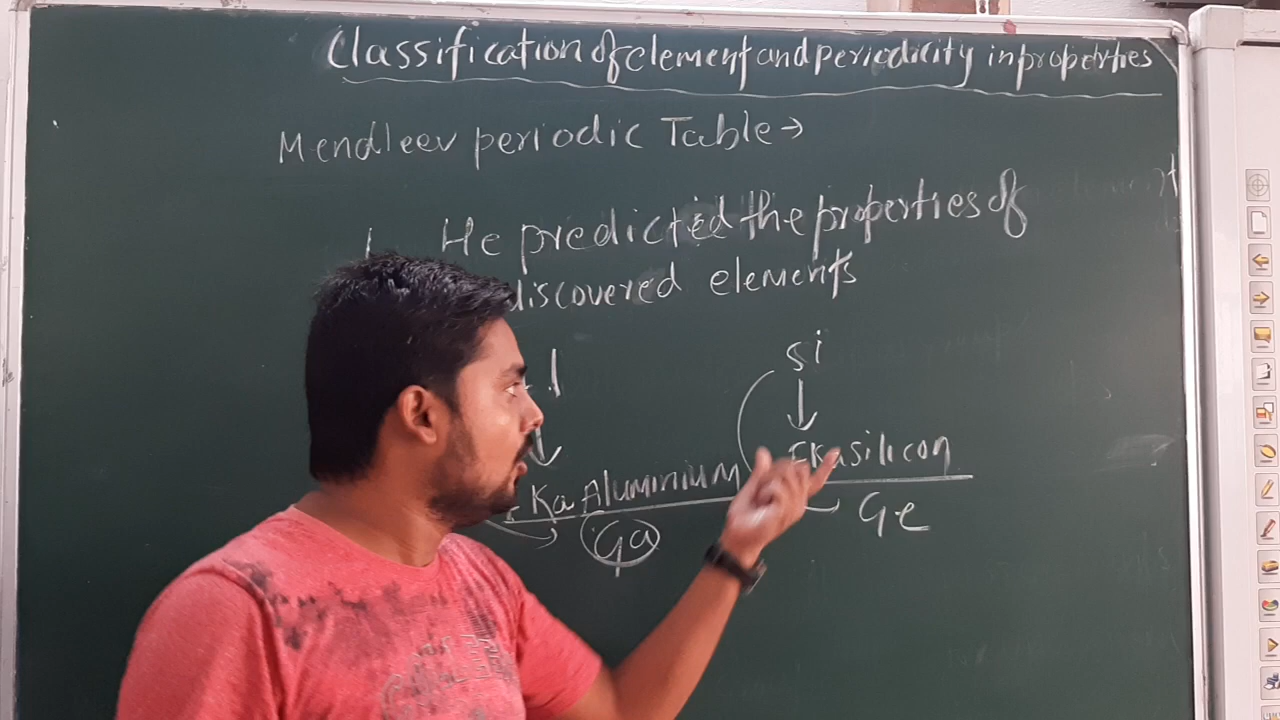 Classification of element and periodicity in properties
Mendleev periodic Table →
He predicted the properties of
discovered elements
Si
Ka Aluminium
Ekasilicon
Ga
Ge